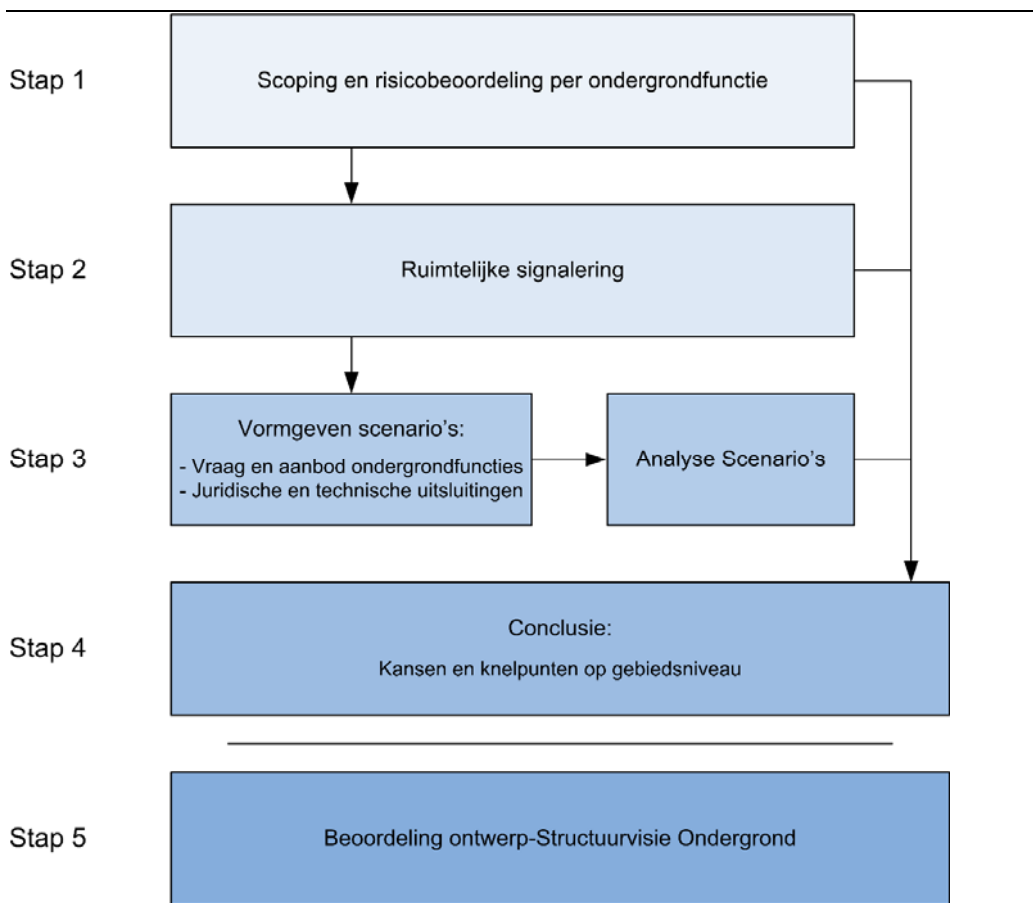 Stap 1
Scoping en risicobeoordeling per ondergrondfunctie
Stap 2
Ruimtelijke signalering
Stap 3
Vormgeven scenario's:
- Vraag en aanbod ondergrondfuncties
- Juridische en technische uitsluitingen
Analyse Scenario's
Stap 4
Conclusie:
Kansen en knelpunten op gebiedsniveau
Stap 5
Beoordeling ontwerp-Structuurvisie Ondergrond